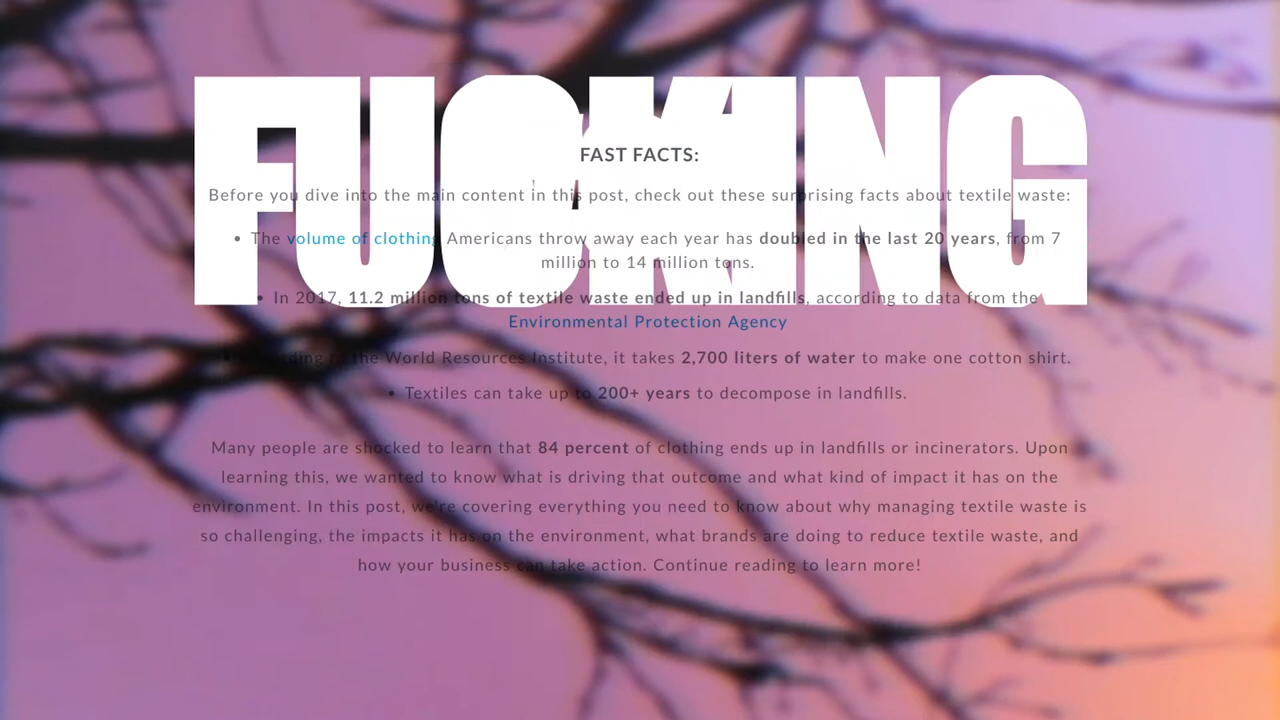 FUCKING
FAST FACTS:
Before you dive into the main content in this post, check out these surprising facts about textile waste:
• The volume of clothing Americans throw away each year has doubled in the last 20 years, from 7
million to 14 million tons.
• In 2017, 11.2 million tons of textile waste ended up in landfills, according to data from the
Environmental Protection Agency
the World Resources Institute, it takes 2,700 liters of water to make one cotton shirt.
• Textiles can take up to 200+ years to decompose in landfills.
Many people are shocked to learn that 84 percent of clothing ends up in landfills or incinerators. Upon
learning this, we wanted to know what is driving that outcome and what kind of impact it has on the
environment. In this post, we're covering everything you need to know about why managing textile waste is
so challenging, the impacts it has on the environment, what brands are doing to reduce textile waste, and
how your business can take action. Continue reading to learn more!